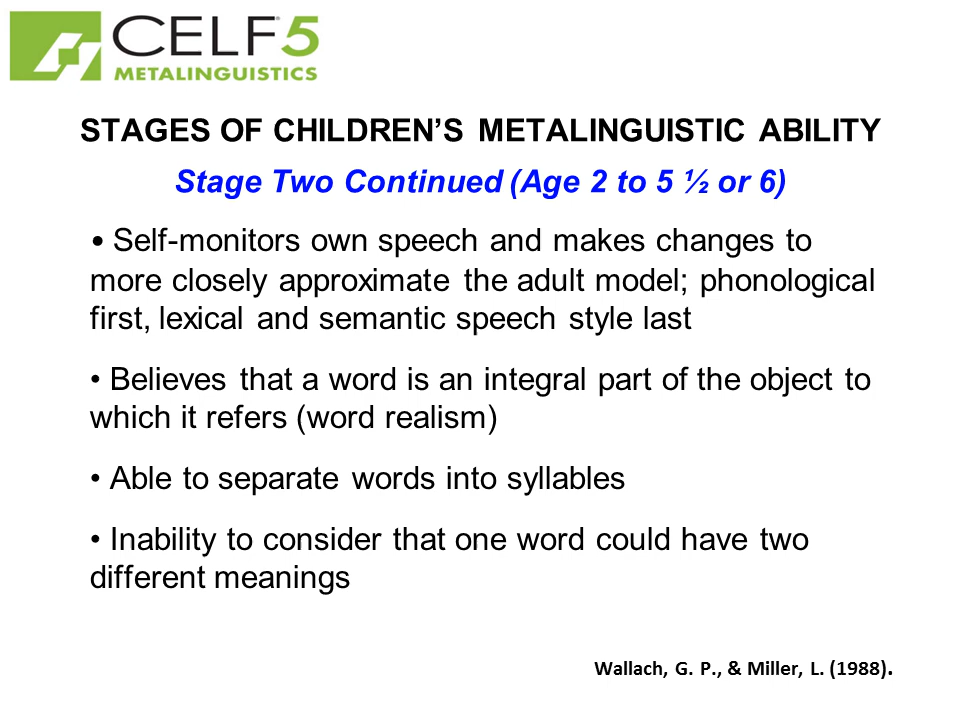 CELF5
METALINGUISTICS
STAGES OF CHILDREN’S METALINGUISTIC ABILITY
Stage Two Continued (Age 2 to 5 ½ or 6)
• Self-monitors own speech and makes changes to
more closely approximate the adult model; phonological
first, lexical and semantic speech style last
• Believes that a word is an integral part of the object to
which it refers (word realism)
• Able to separate words into syllables
• Inability to consider that one word could have two
different meanings
Wallach, G. P., & Miller, L. (1988).